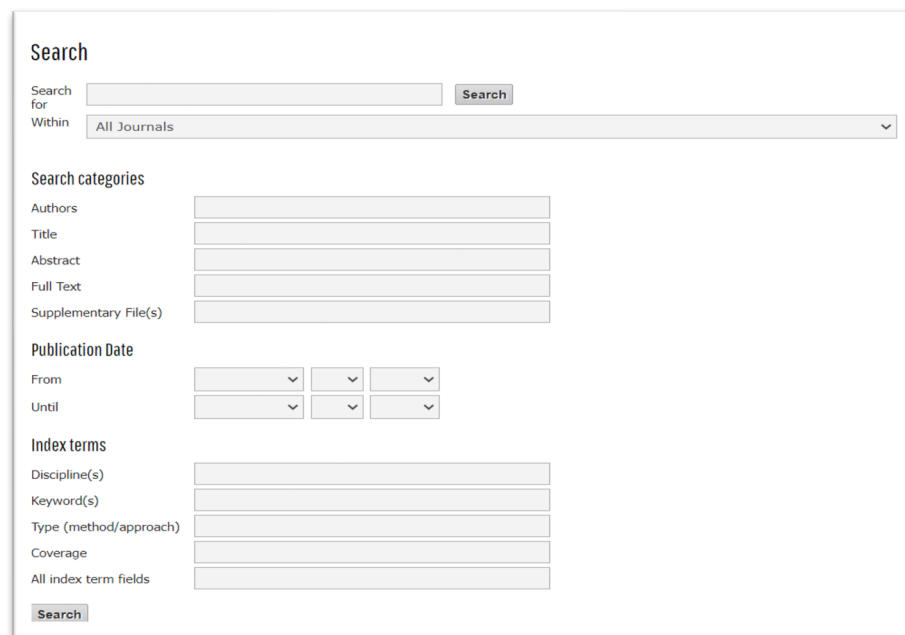 Search
Search for
Search
Within
All Journals
Search categories
Authors
Title
Abstract
Full Text
Supplementary File(s)
Publication Date
From
Until
Index terms
Discipline(s)
Keyword(s)
Type (method/approach)
Coverage
All index term fields
Search